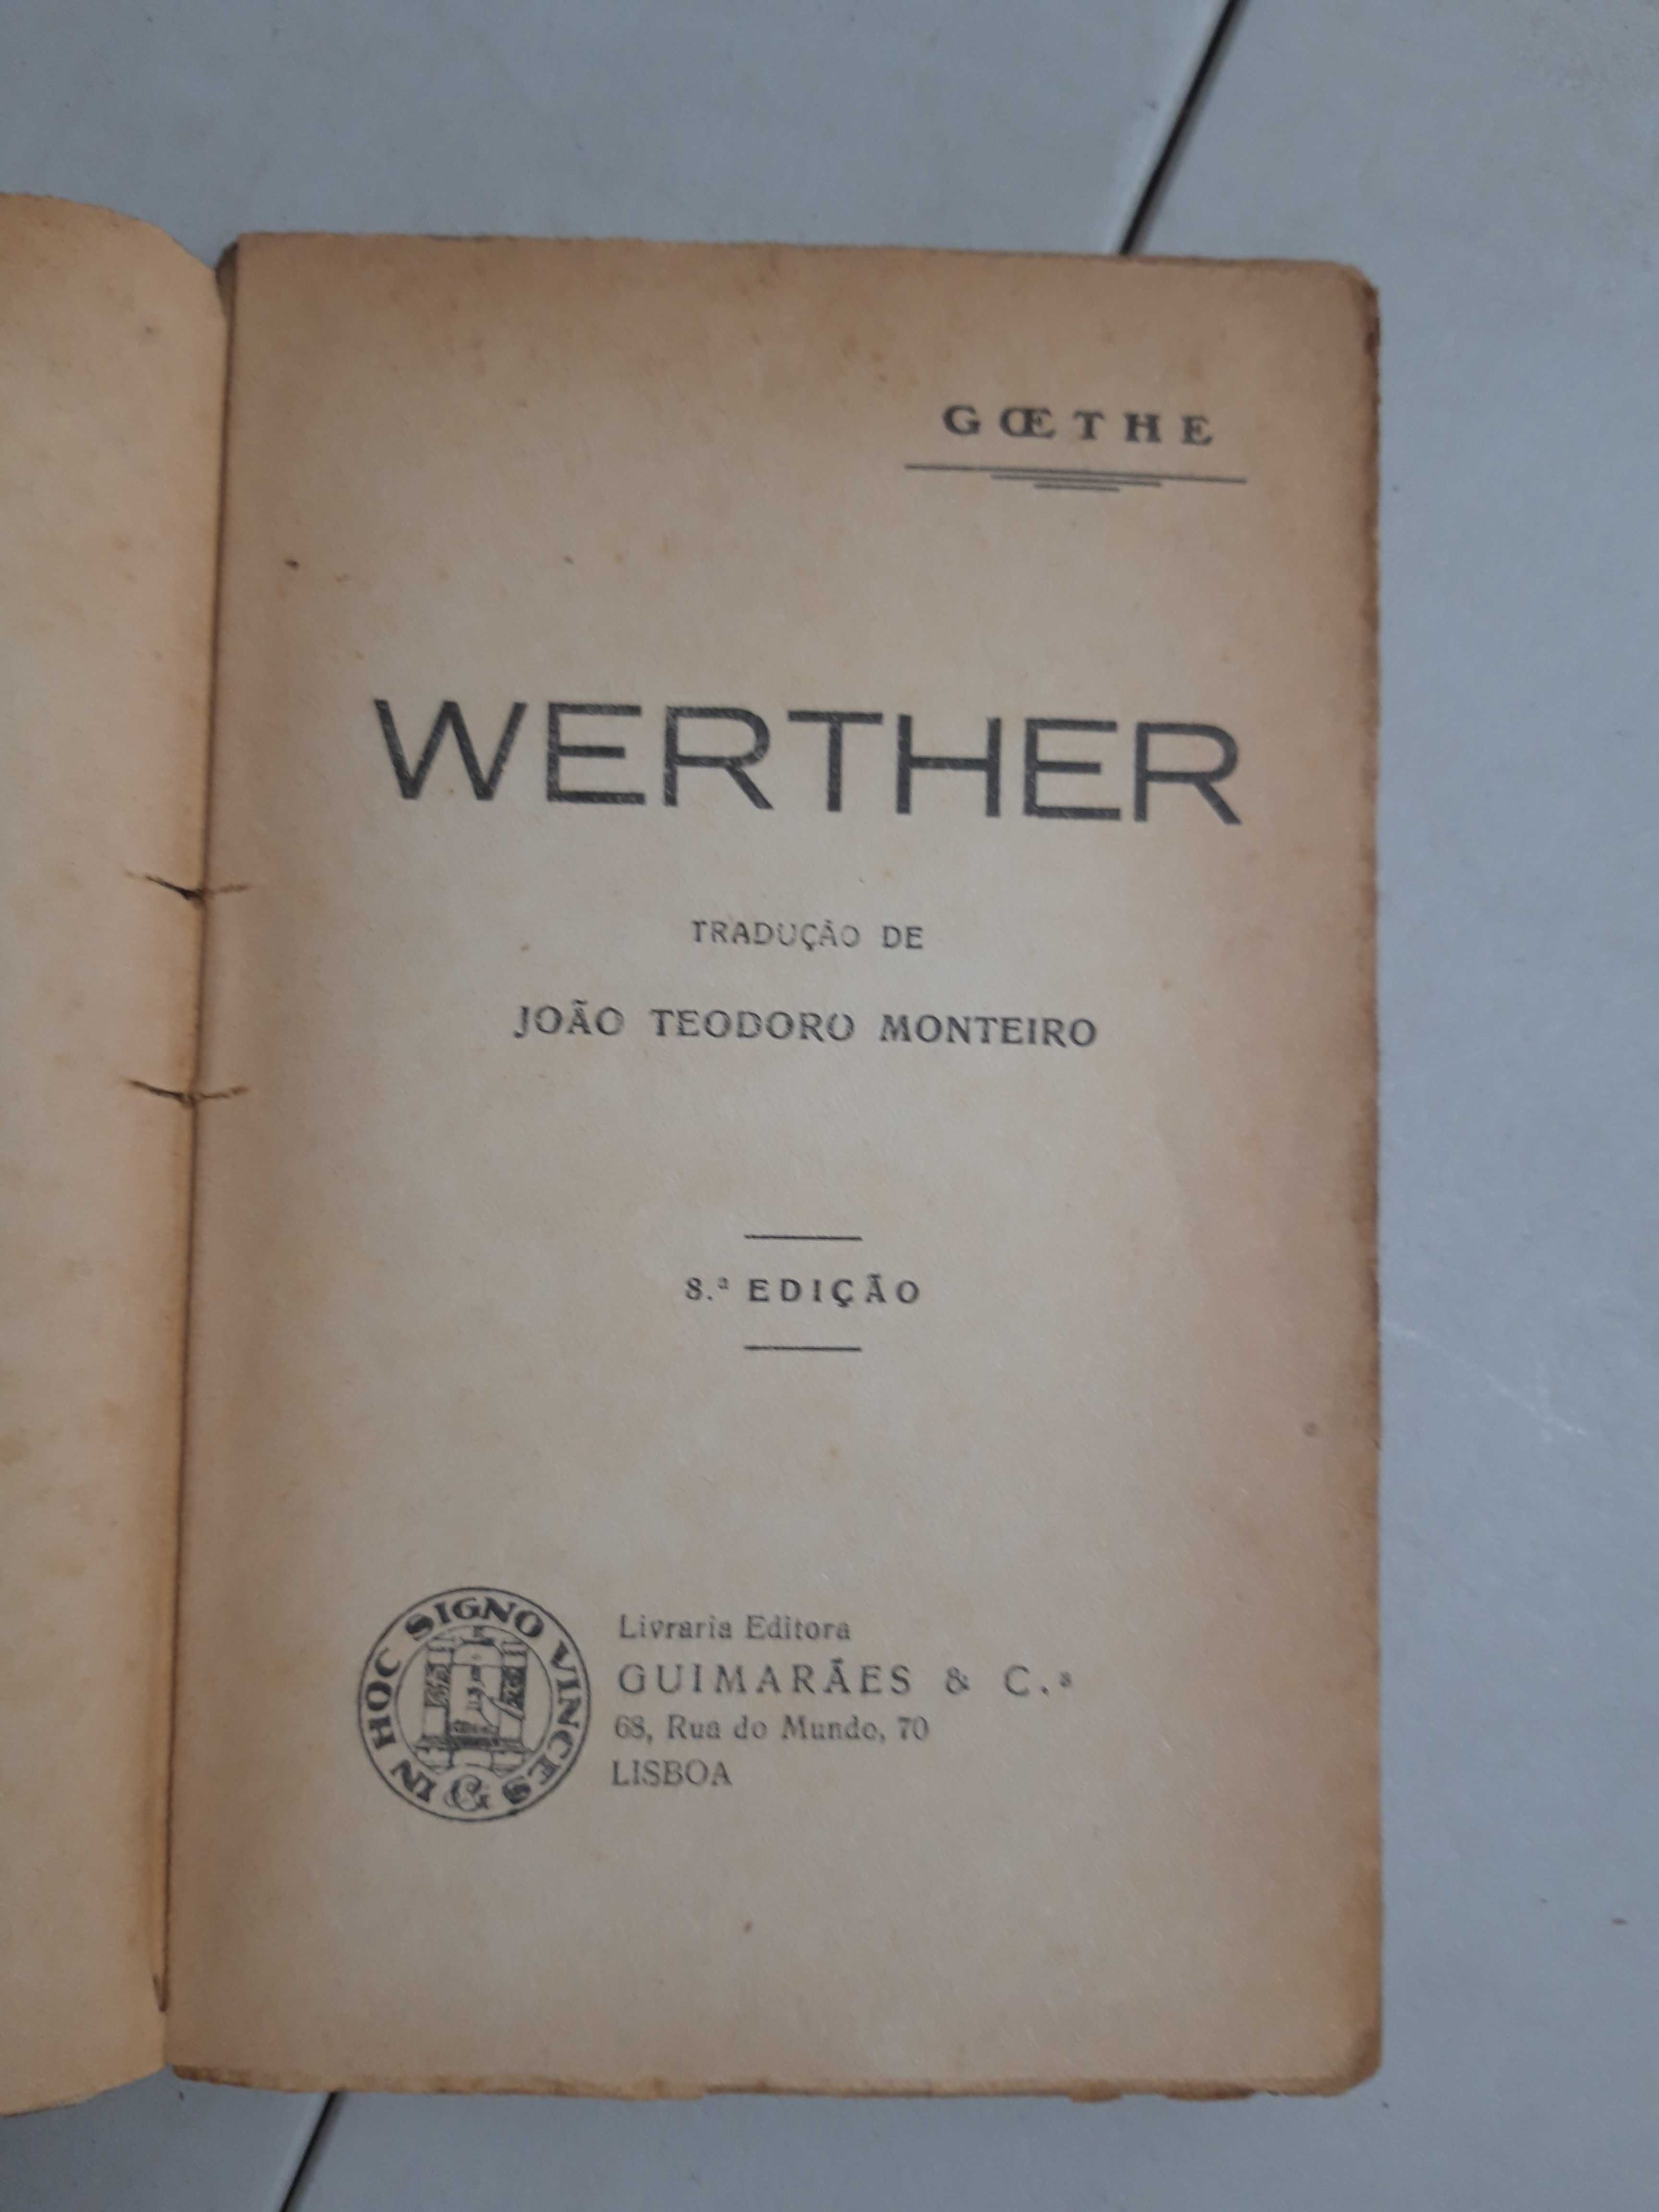 GŒTHE
WERTHER
TRADUÇÃO DE
JOÃO TEODORO MONTEIRO
8.ª EDIÇÃO
IN HOC SIGNO VINCES
G
Livraria Editora
GUIMARÃES & C.ª
68, Rua do Mundo, 70
LISBOA